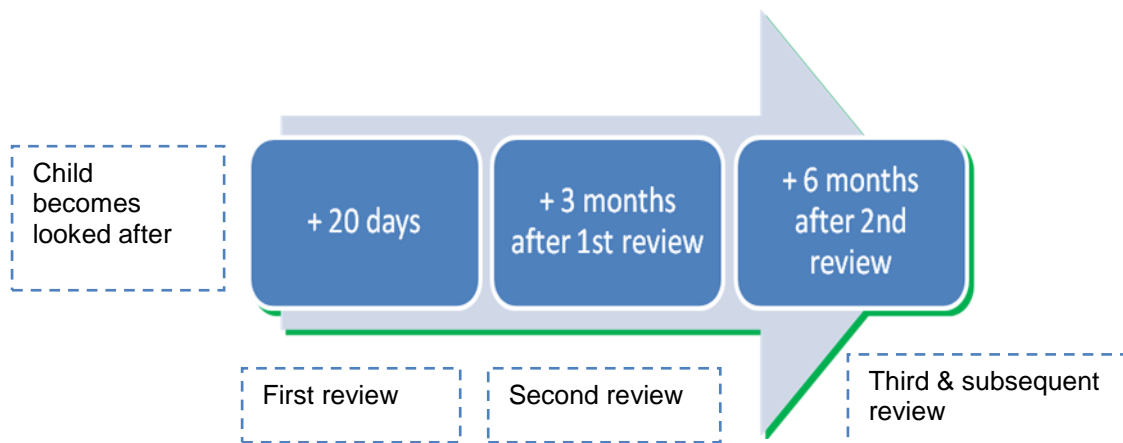 Child
becomes
looked after
+ 20 days
+ 3 months
after 1st review
+ 6 months
after 2nd
review
First review
Second review
Third & subsequent
review